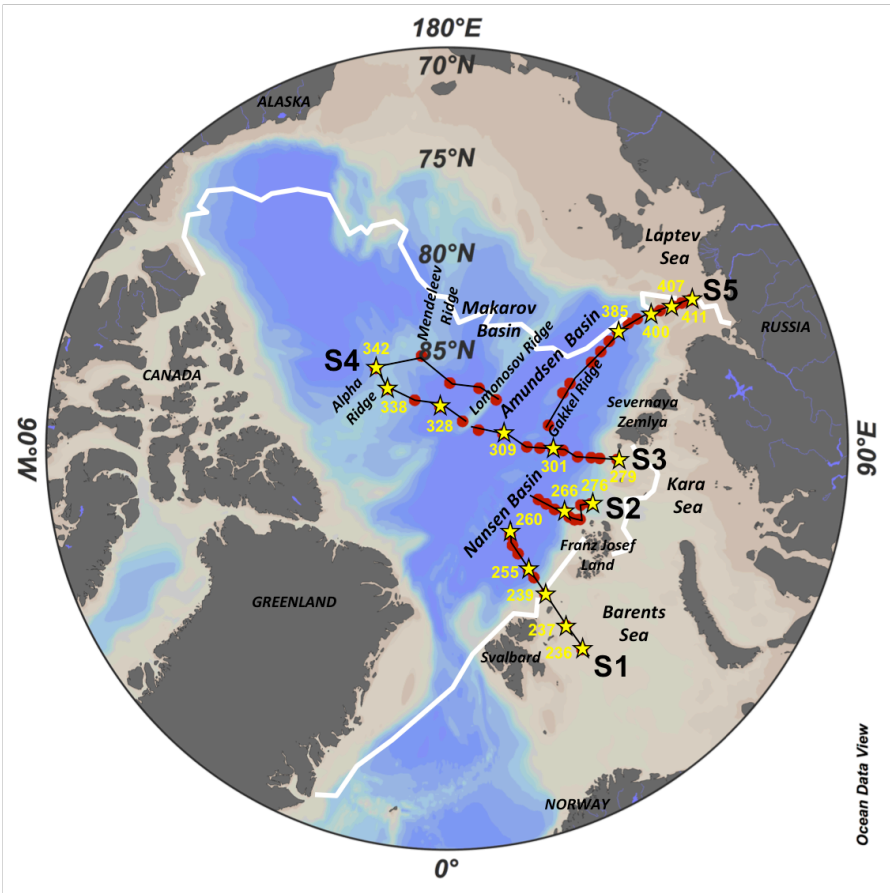 180°E
70°N
ALASKA
75°N
Laptev
Sea
80°N
407
S5
Mendeleev
Ridge
Makarov
Basin
385
411
400
RUSSIA
85°N
Lomonosov Ridge
Amundsen Basin
S4
342
CANADA
Alpha
Ridge
338
328
Gakkel Ridge
Severnaya
Zemlya
309
301
S3
279
90°W
90°E
Kara
Sea
Nansen Basin
266
276
S2
260
Franz Josef
Land
255
239
GREENLAND
Barents
Sea
237
236
S1
Svalbard
NORWAY
Ocean Data View
0°